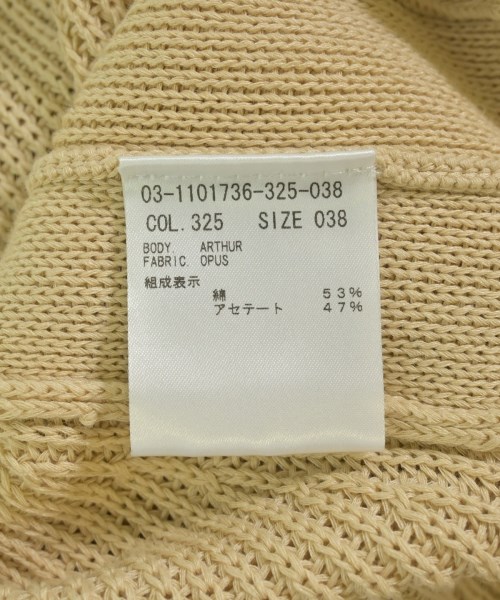 03-1101736-325-038
COL.325 SIZE 038
BODY. ARTHUR
FABRIC. OPUS
組成表示
綿 53%
アセテート 47%